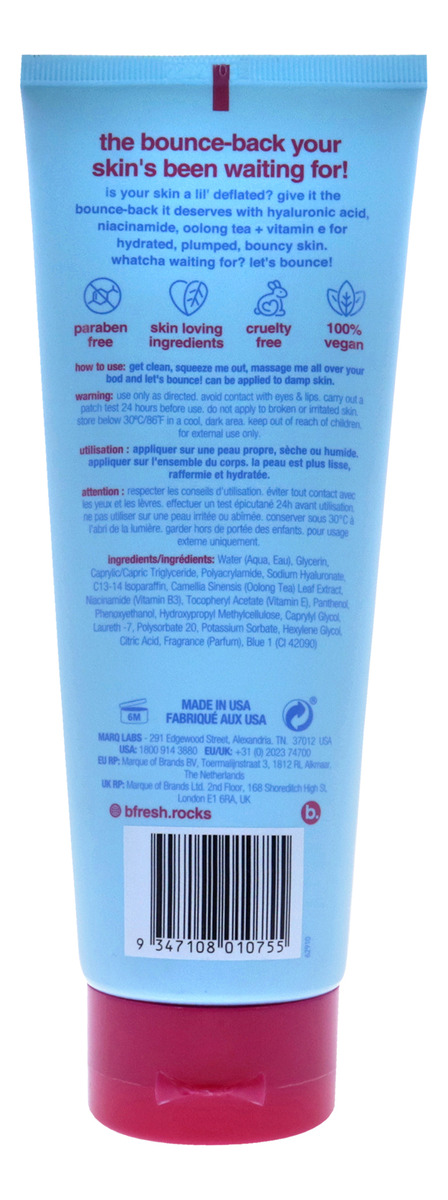 the bounce-back your
skin's been waiting for!
is your skin a lil' deflated? give it the
bounce-back it deserves with hyaluronic acid,
niacinamide, oolong tea + vitamin e for
hydrated, plumped, bouncy skin.
whatcha waiting for? let's bounce!
paraben free
skin loving ingredients
cruelty free
100% vegan
how to use: get clean, squeeze me out, massage me all over your
bod and let's bounce! can be applied to damp skin.
warning: use only as directed. avoid contact with eyes & lips. carry out a
patch test 24 hours before use. do not apply to broken or irritated skin.
store below 30ºC/86ºF in a cool, dark area. keep out of reach of children.
for external use only.
utilisation : appliquer sur une peau propre, sèche ou humide.
appliquer sur l'ensemble du corps. la peau est plus lisse,
raffermie et hydratée.
attention : respecter les conseils d'utilisation. éviter tout contact avec
les yeux et les lèvres. effectuer un test épicutané 24h avant utilisation.
ne pas utiliser sur une peau irritée ou abîmée. conserver sous 30°C à
l'abri de la lumière. garder hors de portée des enfants. pour usage
externe uniquement.
ingredients/ingrédients: Water (Aqua, Eau), Glycerin,
Caprylic/Capric Triglyceride, Polyacrylamide, Sodium Hyaluronate,
C13-14 Isoparaffin, Camellia Sinensis (Oolong Tea) Leaf Extract,
Niacinamide (Vitamin B3), Tocopheryl Acetate (Vitamin E), Panthenol,
Phenoxyethanol, Hydroxypropyl Methylcellulose, Caprylyl Glycol,
Laureth -7, Polysorbate 20, Potassium Sorbate, Hexylene Glycol,
Citric Acid, Fragrance (Parfum), Blue 1 (CI 42090)
6M
MADE IN USA
FABRIQUÉ AUX USA
MARQ LABS - 291 Edgewood Street, Alexandria. TN. 37012 USA
USA: 1800 914 3880 EU/UK: +31 (0) 2023 74700
EU RP: Marque of Brands BV, Toermalijnstraat 3, 1812 RL Alkmaar,
The Netherlands
UK RP: Marque of Brands Ltd. 2nd Floor, 168 Shoreditch High St,
London E1 6RA, UK
bfresh.rocks
b.
9 347108 010755
42910